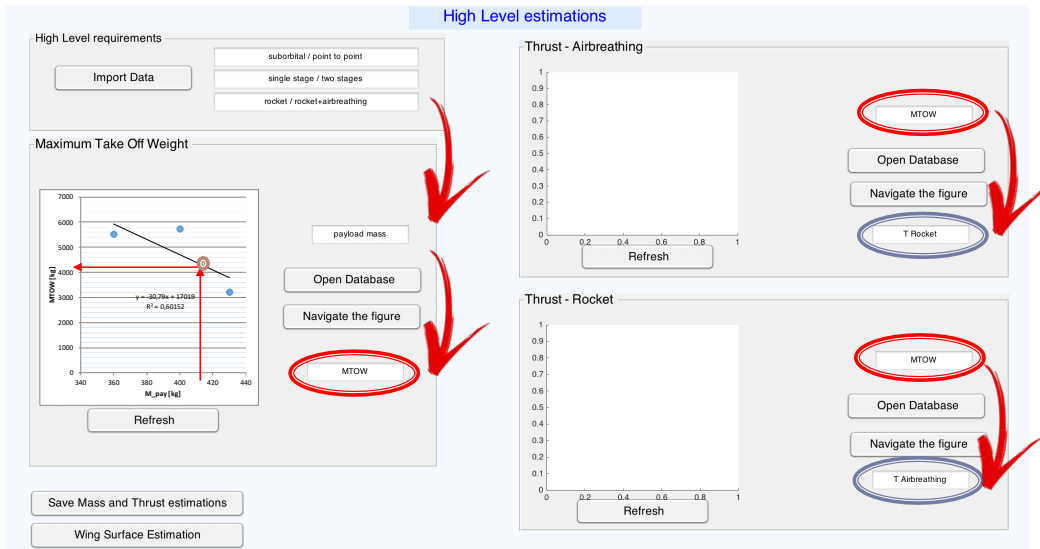 High Level estimations
High Level requirements
Import Data
suborbital / point to point
single stage / two stages
rocket / rocket+airbreathing
Maximum Take Off Weight
7000
6000
5000
4000
3000
2000
1000
0
MTOW [kg]
y = -30,79x + 17019
R² = 0,60152
340 360 380 400 420 440
M_pay [kg]
Refresh
payload mass
Open Database
Navigate the figure
MTOW
Save Mass and Thrust estimations
Wing Surface Estimation
Thrust - Airbreathing
1
0.9
0.8
0.7
0.6
0.5
0.4
0.3
0.2
0.1
0
0 0.2 0.4 0.6 0.8 1
Refresh
MTOW
Open Database
Navigate the figure
T Rocket
Thrust - Rocket
1
0.9
0.8
0.7
0.6
0.5
0.4
0.3
0.2
0.1
0
0 0.2 0.4 0.6 0.8 1
Refresh
MTOW
Open Database
Navigate the figure
T Airbreathing